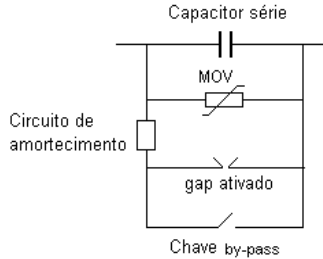 Capacitor série
MOV
Circuito de
amortecimento
gap ativado
Chave by-pass